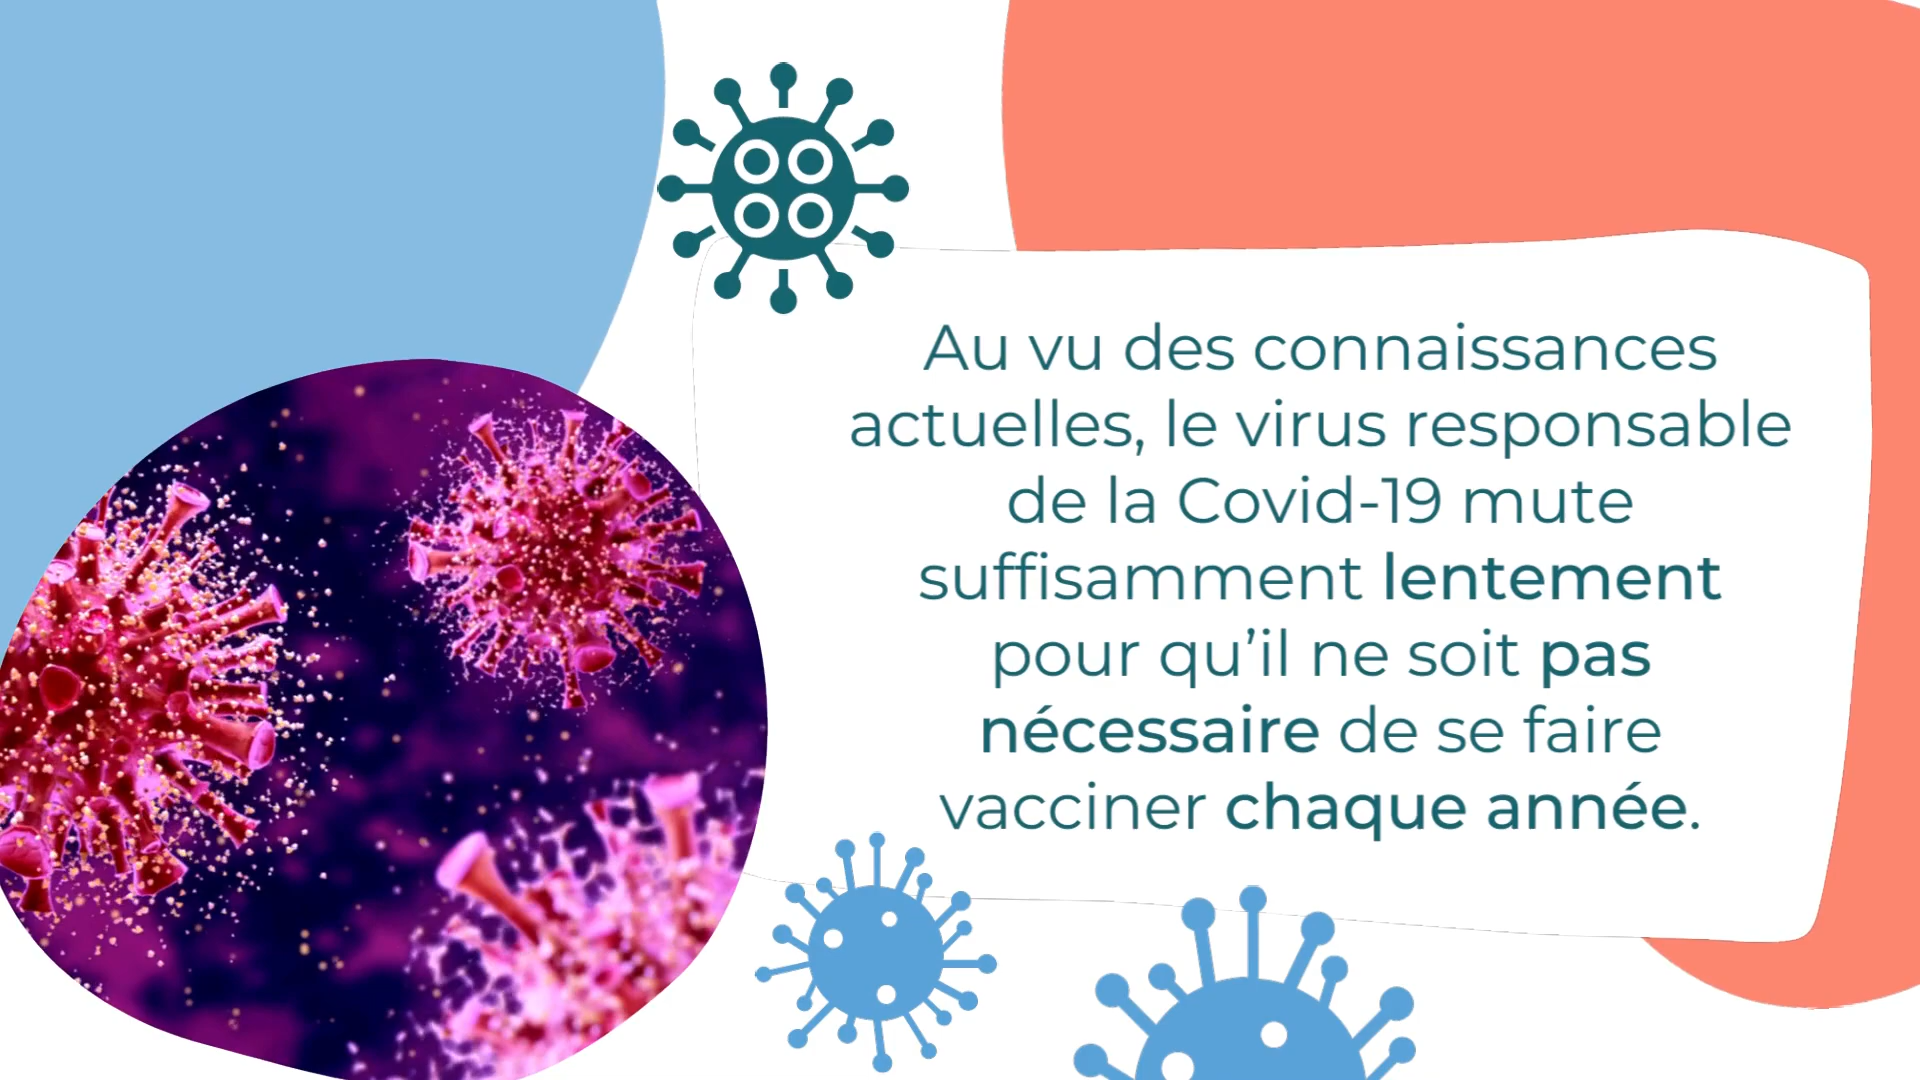 Au vu des connaissances
actuelles, le virus responsable
de la Covid-19 mute
suffisamment lentement
pour qu’il ne soit pas
nécessaire de se faire
vacciner chaque année.